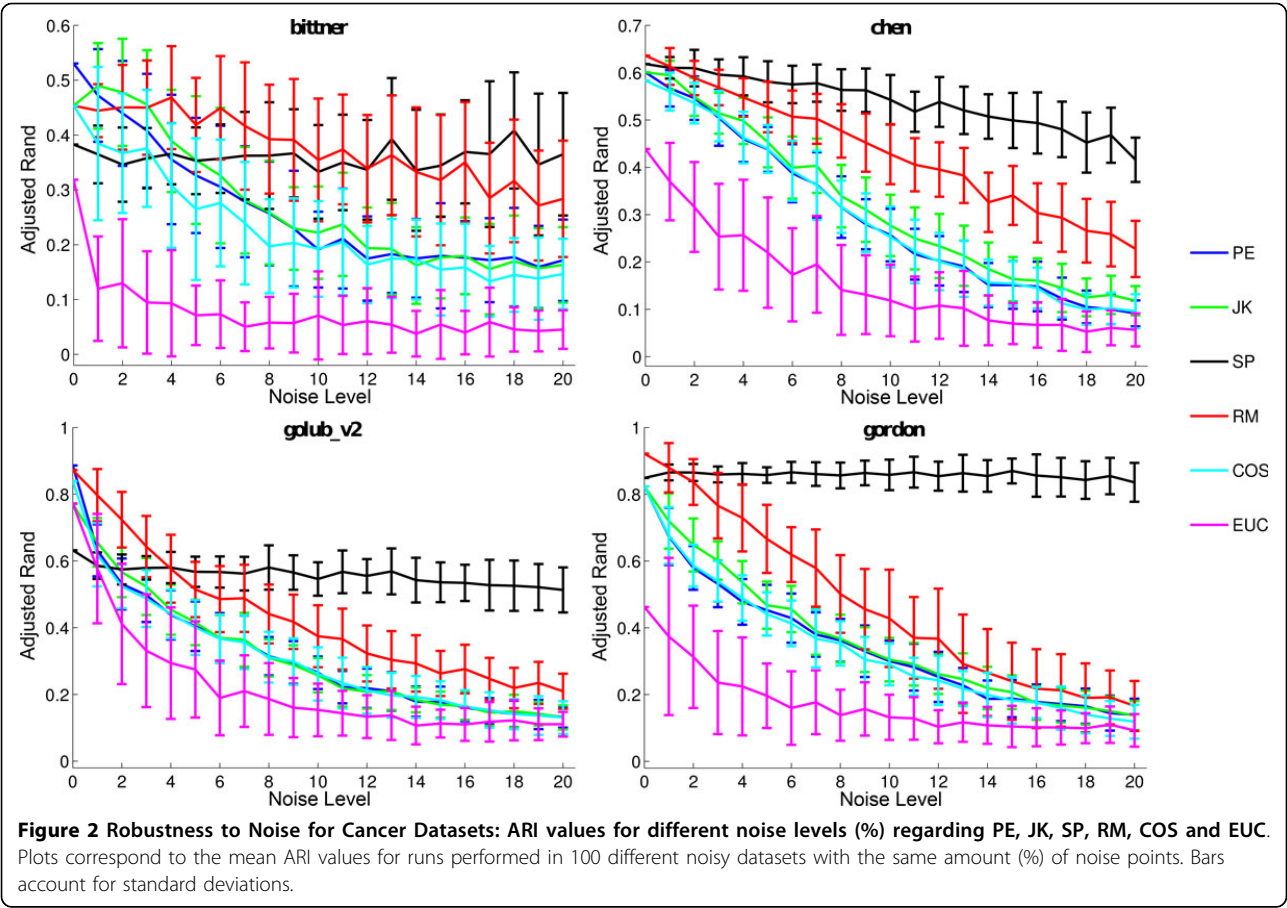 bittner
0.6
0.5
0.4
0.3
0.2
0.1
0
Adjusted Rand
0 2 4 6 8 10 12 14 16 18 20
Noise Level
chen
0.7
0.6
0.5
0.4
0.3
0.2
0.1
0
Adjusted Rand
0 2 4 6 8 10 12 14 16 18 20
Noise Level
golub_v2
1
0.8
0.6
0.4
0.2
0
Adjusted Rand
0 2 4 6 8 10 12 14 16 18 20
Noise Level
gordon
1
0.8
0.6
0.4
0.2
0
Adjusted Rand
0 2 4 6 8 10 12 14 16 18 20
Noise Level
PE
JK
SP
RM
COS
EUC
Figure 2 Robustness to Noise for Cancer Datasets: ARI values for different noise levels (%) regarding PE, JK, SP, RM, COS and EUC.
Plots correspond to the mean ARI values for runs performed in 100 different noisy datasets with the same amount (%) of noise points. Bars
account for standard deviations.